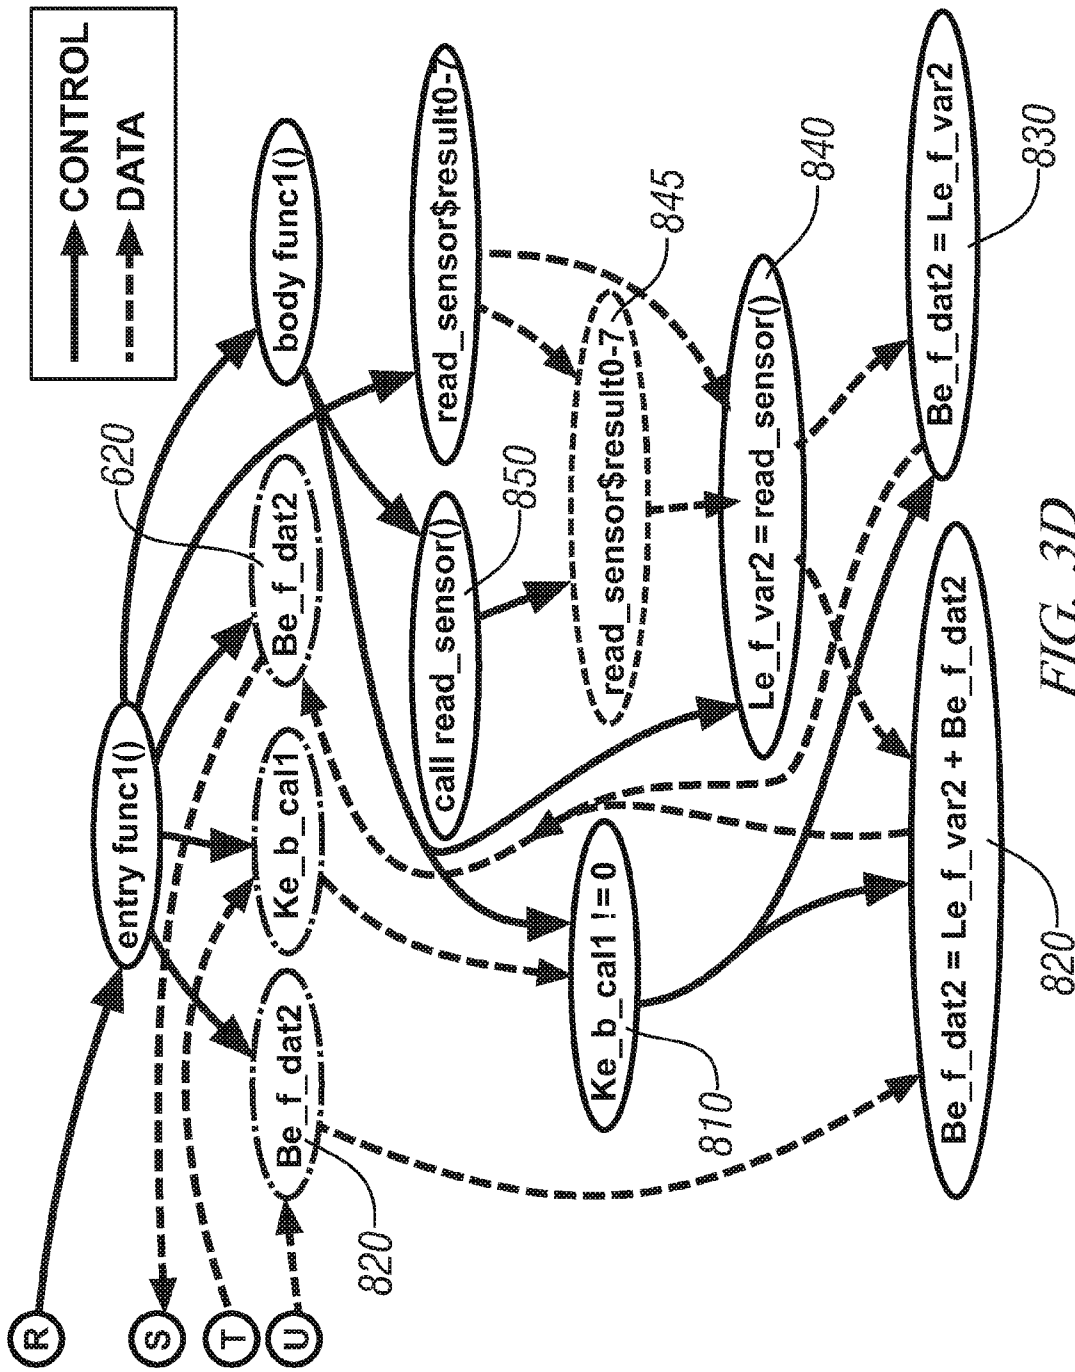 CONTROL
DATA
R
S
T
U
entry func1()
620
Be_f_dat2
Ke_b_cal1
Be_f_dat2
body func1()
820
call read_sensor()
850
read_sensor$result0-7
Ke_b_cal1 != 0
810
read_sensor$result0-7
845
Le_f_var2 = read_sensor()
840
Be_f_dat2 = Le_f_var2 + Be_f_dat2
820
Be_f_dat2 = Le_f_var2
830
FIG. 3D